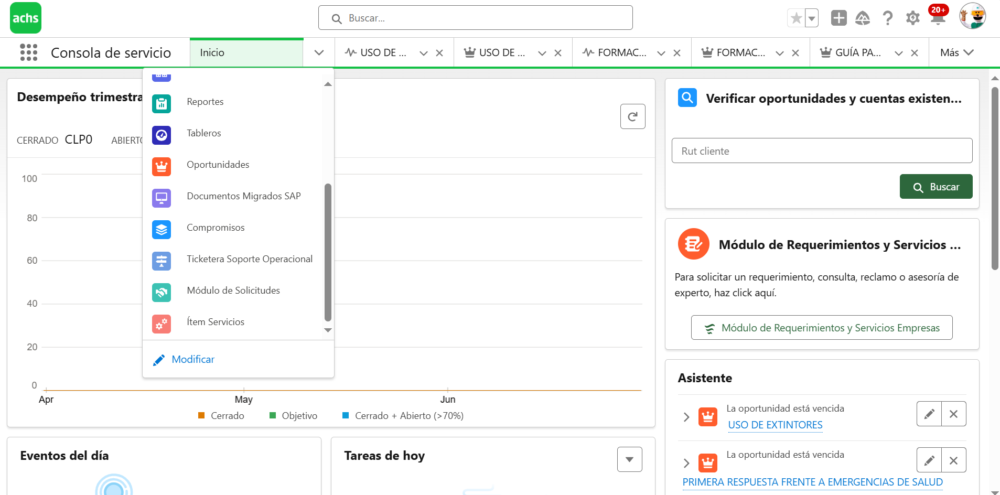 achs
Buscar...
20+
Consola de servicio
Inicio
USO DE ...
USO DE ...
FORMAC...
FORMAC...
GUÍA PA...
Más
Desempeño trimestra
CERRADO CLP0 ABIERTO
100
80
60
40
20
0
Apr May Jun
Cerrado Objetivo Cerrado + Abierto (>70%)
Reportes
Tableros
Oportunidades
Documentos Migrados SAP
Compromisos
Ticketera Soporte Operacional
Módulo de Solicitudes
Ítem Servicios
Modificar
Eventos del día
Tareas de hoy
Verificar oportunidades y cuentas existen...
Rut cliente
Buscar
Módulo de Requerimientos y Servicios ...
Para solicitar un requerimiento, consulta, reclamo o asesoría de
experto, haz click aquí.
Módulo de Requerimientos y Servicios Empresas
Asistente
La oportunidad está vencida
USO DE EXTINTORES
La oportunidad está vencida
PRIMERA RESPUESTA FRENTE A EMERGENCIAS DE SALUD